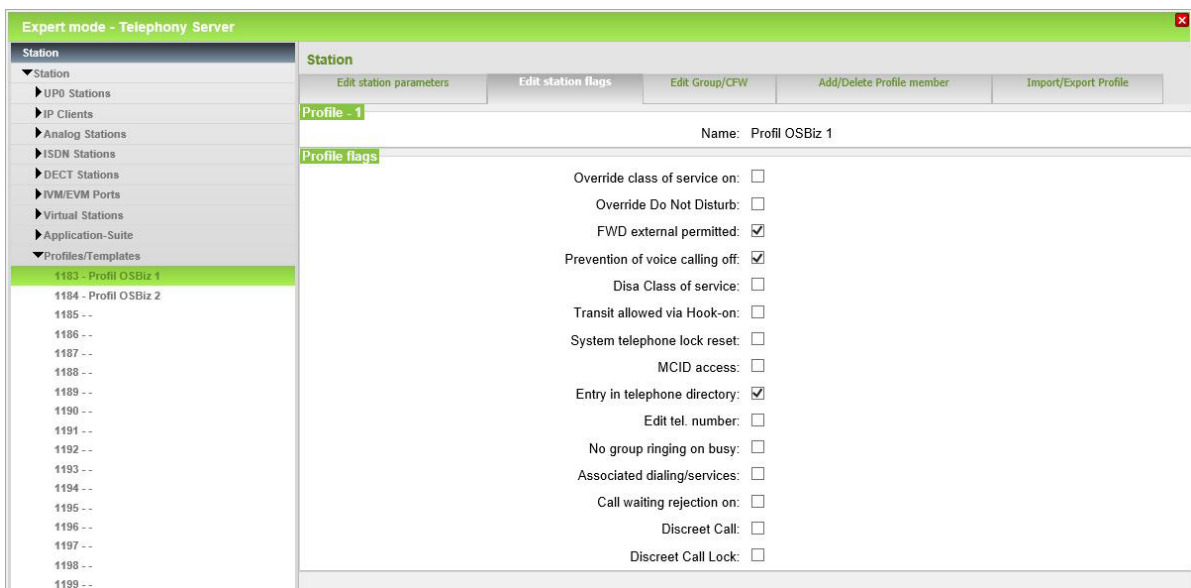 Expert mode - Telephony Server
Station
Station
UP0 Stations
IP Clients
Analog Stations
ISDN Stations
DECT Stations
IVM/EVM Ports
Virtual Stations
Application-Suite
Profiles/Templates
1183 - Profil OSBiz 1
1184 - Profil OSBiz 2
1185 - -
1186 - -
1187 - -
1188 - -
1189 - -
1190 - -
1191 - -
1192 - -
1193 - -
1194 - -
1195 - -
1196 - -
1197 - -
1198 - -
1199 - -
Station
Edit station parameters Edit station flags Edit Group/CFW Add/Delete Profile member Import/Export Profile
Profile - 1
Name: Profil OSBiz 1
Profile flags
Override class of service on:
Override Do Not Disturb:
FWD external permitted:
Prevention of voice calling off:
Disa Class of service:
Transit allowed via Hook-on:
System telephone lock reset:
MCID access:
Entry in telephone directory:
Edit tel. number:
No group ringing on busy:
Associated dialing/services:
Call waiting rejection on:
Discreet Call:
Discreet Call Lock: